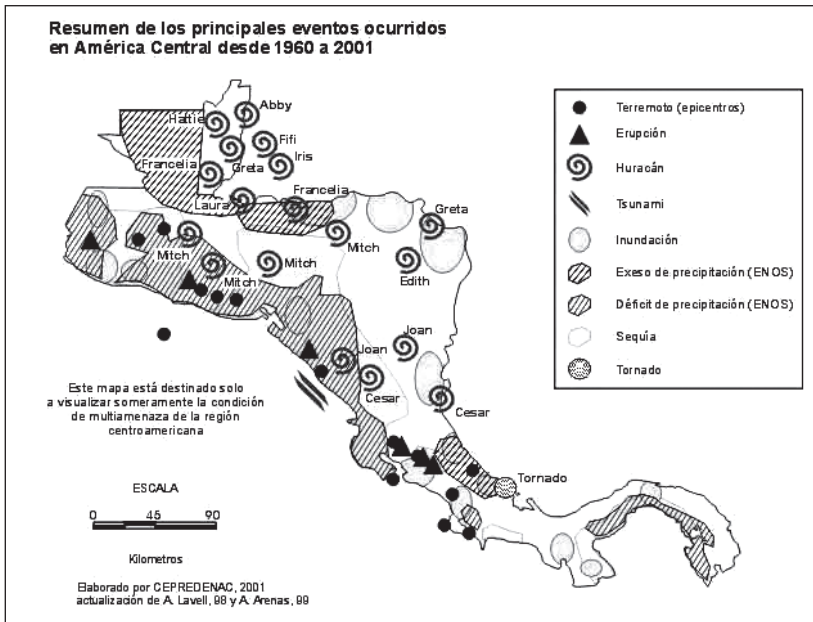 Resumen de los principales eventos ocurridos
en América Central desde 1960 a 2001
Abby
Hattie
Fifi
Iris
Greta
Francelia
Francelia
Laura
Greta
Mitch
Mitch
Mitch
Mitch
Edith
Joan
Joan
Cesar
Cesar
Tornado
Terremoto (epicentros)
Erupción
Huracán
Tsunami
Inundación
Exeso de precipitación (ENOS)
Déficit de precipitación (ENOS)
Sequía
Tornado
Este mapa está destinado solo
a visualizar someramente la condición
de multiamenaza de la región
centroamericana
ESCALA
0 45 90
Kilometros
Elaborado por CEPREDENAC, 2001
actualización de A. Lavell, 98 y A. Arenas, 99